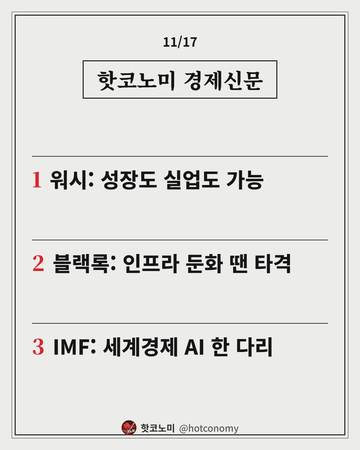 11/17
핫코노미 경제신문
1 워시: 성장도 실업도 가능
2 블랙록: 인프라 둔화 땐 타격
3 IMF: 세계경제 AI 한 다리
핫코노미 @hotconomy